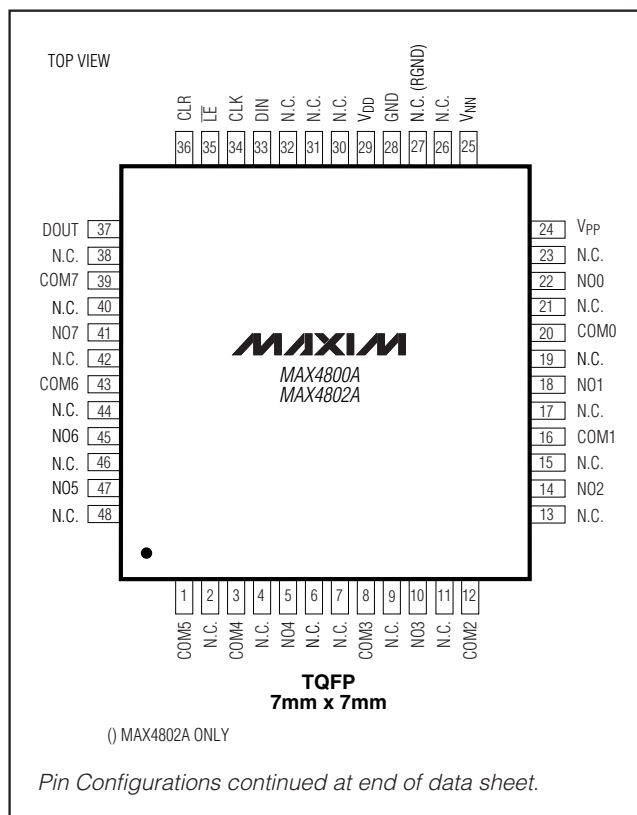 TOP VIEW
CLR
LE
CLK
DIN
N.C.
N.C.
N.C.
VDD
GND
N.C. (RGND)
N.C.
VNN
36 35 34 33 32 31 30 29 28 27 26 25
DOUT 37
N.C. 38
COM7 39
N.C. 40
NO7 41
N.C. 42
COM6 43
N.C. 44
NO6 45
N.C. 46
NO5 47
N.C. 48
MAXIM
MAX4800A
MAX4802A
24 VPP
23 N.C.
22 NO0
21 N.C.
20 COM0
19 N.C.
18 NO1
17 N.C.
16 COM1
15 N.C.
14 NO2
13 N.C.
1 2 3 4 5 6 7 8 9 10 11 12
COM5
N.C.
COM4
N.C.
NO4
N.C.
N.C.
COM3
N.C.
NO3
N.C.
COM2
TQFP
7mm x 7mm
() MAX4802A ONLY
Pin Configurations continued at end of data sheet.